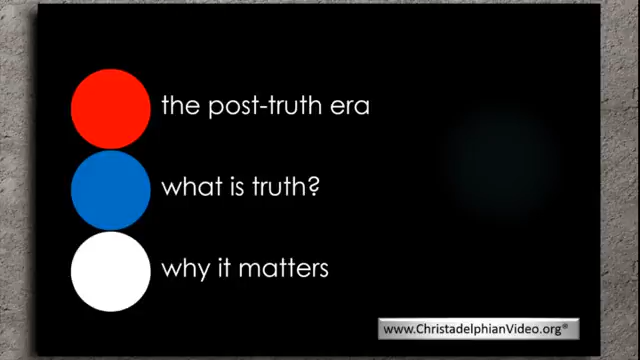 the post-truth era
what is truth?
why it matters
www.ChristadelphianVideo.org®